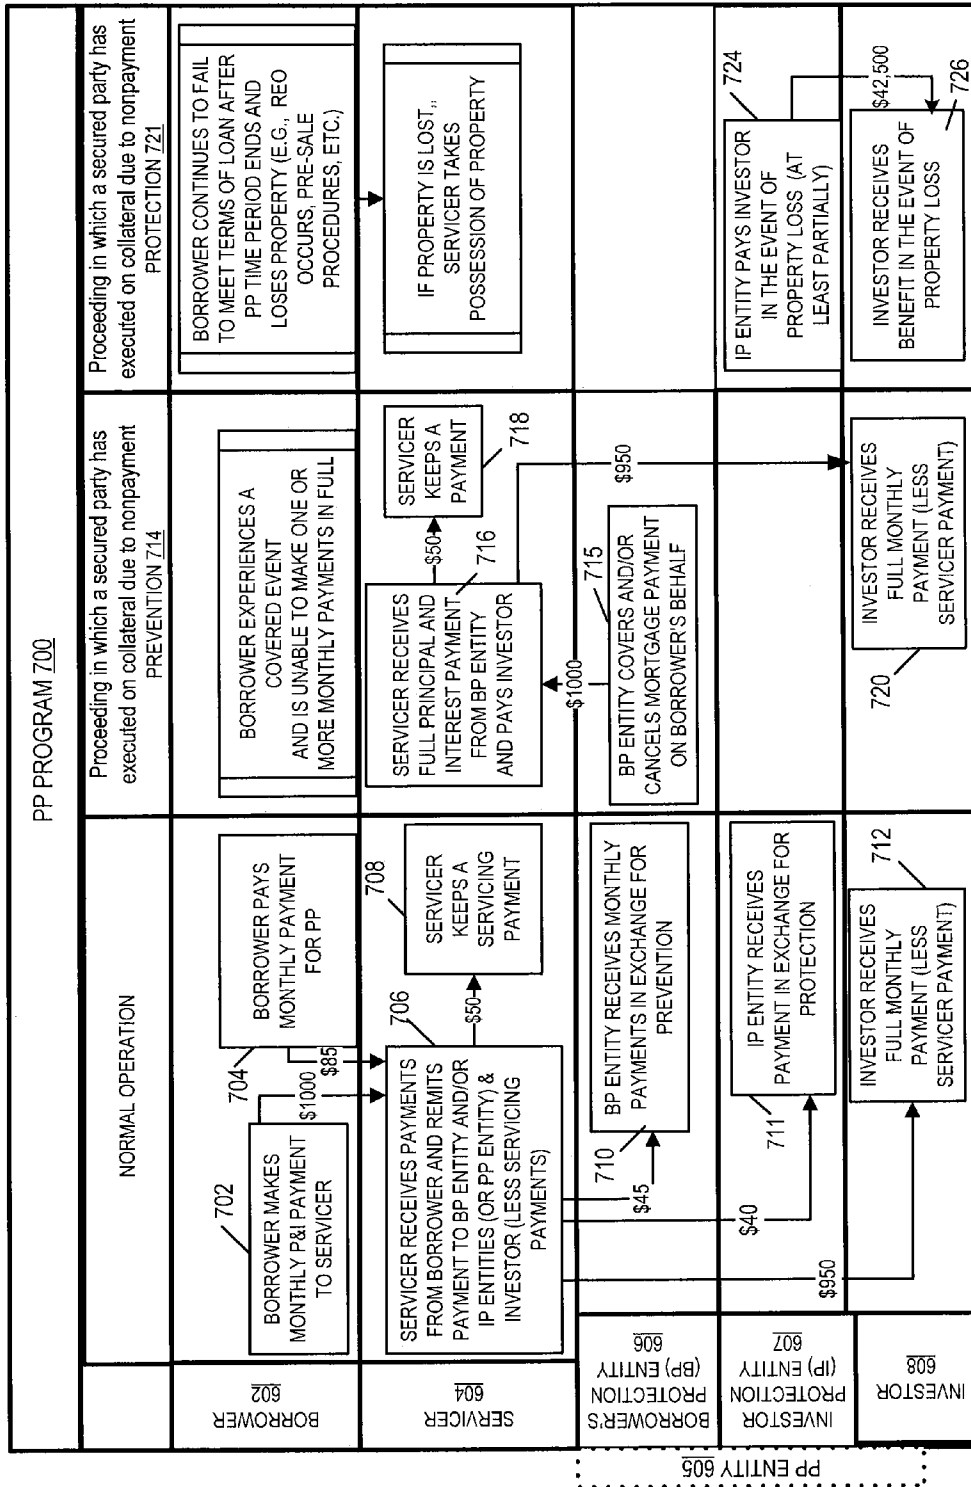 PP PROGRAM 700
NORMAL OPERATION
Proceeding in which a secured party has
executed on collateral due to nonpayment
PREVENTION 714
Proceeding in which a secured party has
executed on collateral due to nonpayment
PROTECTION 721
BORROWER
602
702
BORROWER MAKES
MONTHLY P&I PAYMENT
TO SERVICER
$1000
704
BORROWER PAYS
MONTHLY PAYMENT
FOR PP
$85
BORROWER EXPERIENCES A
COVERED EVENT
AND IS UNABLE TO MAKE ONE OR
MORE MONTHLY PAYMENTS IN FULL
BORROWER CONTINUES TO FAIL
TO MEET TERMS OF LOAN AFTER
PP TIME PERIOD ENDS AND
LOSES PROPERTY (E.G., REO
OCCURS, PRE-SALE
PROCEDURES, ETC.)
SERVICER
604
706
SERVICER RECEIVES PAYMENTS
FROM BORROWER AND REMITS
PAYMENT TO BP ENTITY AND/OR
IP ENTITIES (OR PP ENTITY) &
INVESTOR (LESS SERVICING
PAYMENTS)
$50
708
SERVICER
KEEPS A
SERVICING
PAYMENT
SERVICER RECEIVES
FULL PRINCIPAL AND
INTEREST PAYMENT
FROM BP ENTITY
AND PAYS INVESTOR
716
$50
SERVICER
KEEPS A
PAYMENT
718
IF PROPERTY IS LOST,
SERVICER TAKES
POSSESSION OF PROPERTY
PP ENTITY 605
BORROWER'S
PROTECTION
(BP) ENTITY
606
$45
710
BP ENTITY RECEIVES MONTHLY
PAYMENTS IN EXCHANGE FOR
PREVENTION
$1000
715
BP ENTITY COVERS AND/OR
CANCELS MORTGAGE PAYMENT
ON BORROWER'S BEHALF
$950
INVESTOR
PROTECTION
(IP) ENTITY
607
$40
711
IP ENTITY RECEIVES
PAYMENT IN EXCHANGE FOR
PROTECTION
IP ENTITY PAYS INVESTOR
IN THE EVENT OF
PROPERTY LOSS (AT
LEAST PARTIALLY)
724
INVESTOR
608
$950
INVESTOR RECEIVES
FULL MONTHLY
PAYMENT (LESS
SERVICER PAYMENT)
712
720
INVESTOR RECEIVES
FULL MONTHLY
PAYMENT (LESS
SERVICER PAYMENT)
$42,500
INVESTOR RECEIVES
BENEFIT IN THE EVENT OF
PROPERTY LOSS
726